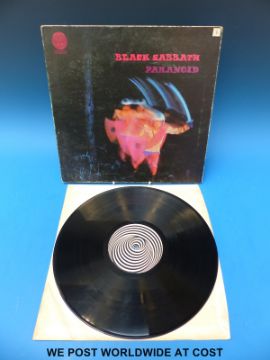 BLACK SABBATH
PARANOID
WE POST WORLDWIDE AT COST